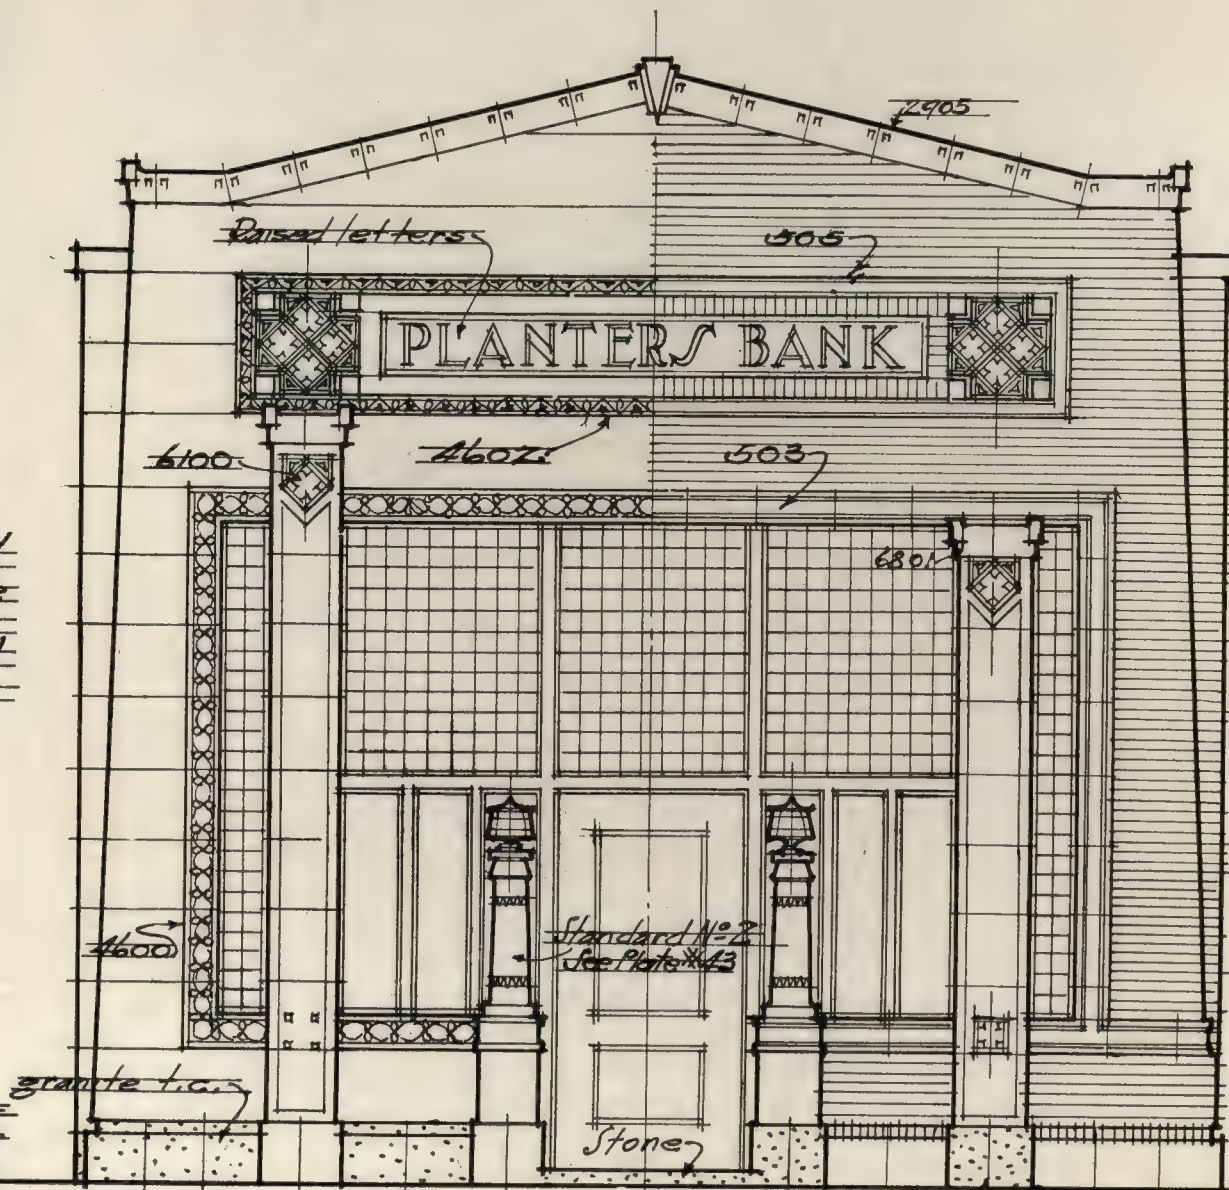 2905
Raised letters
505
PLANTERS BANK
6100
4602
503
6801
4600
Standard No 2
See Plate #43
granite t.c.
Stone